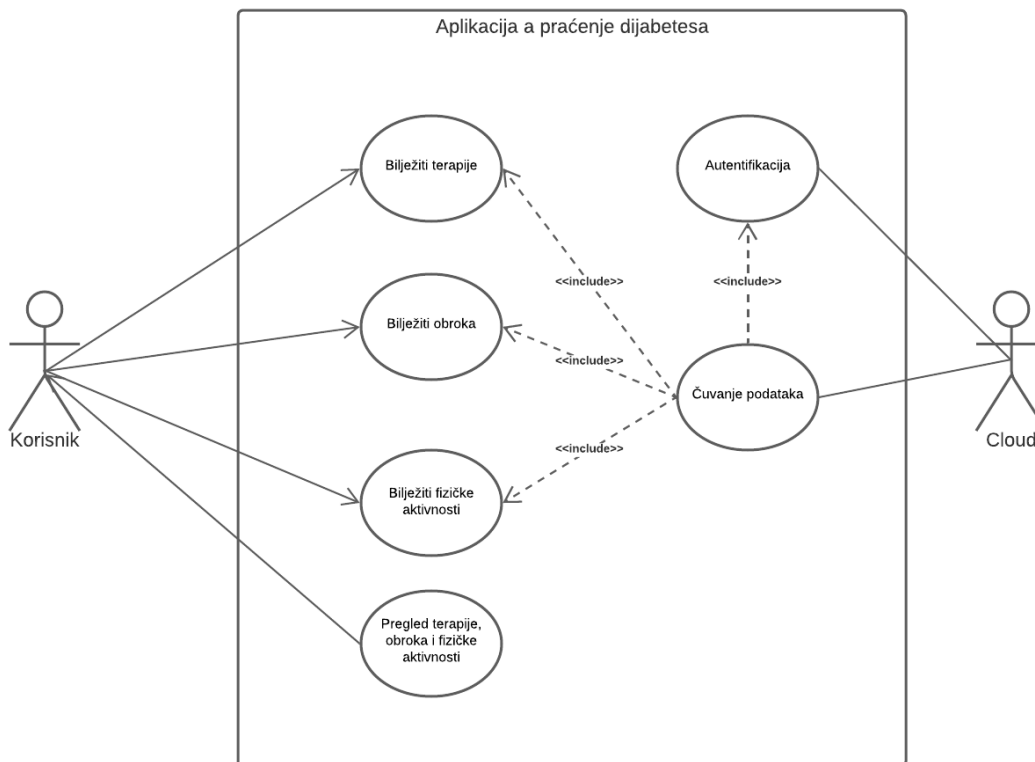 Aplikacija a praćenje dijabetesa
Bilježiti terapije
Autentifikacija
<<include>>
<<include>>
Bilježiti obroka
<<include>>
Čuvanje podataka
Korisnik
Cloud
<<include>>
Bilježiti fizičke
aktivnosti
Pregled terapije,
obroka i fizičke
aktivnosti